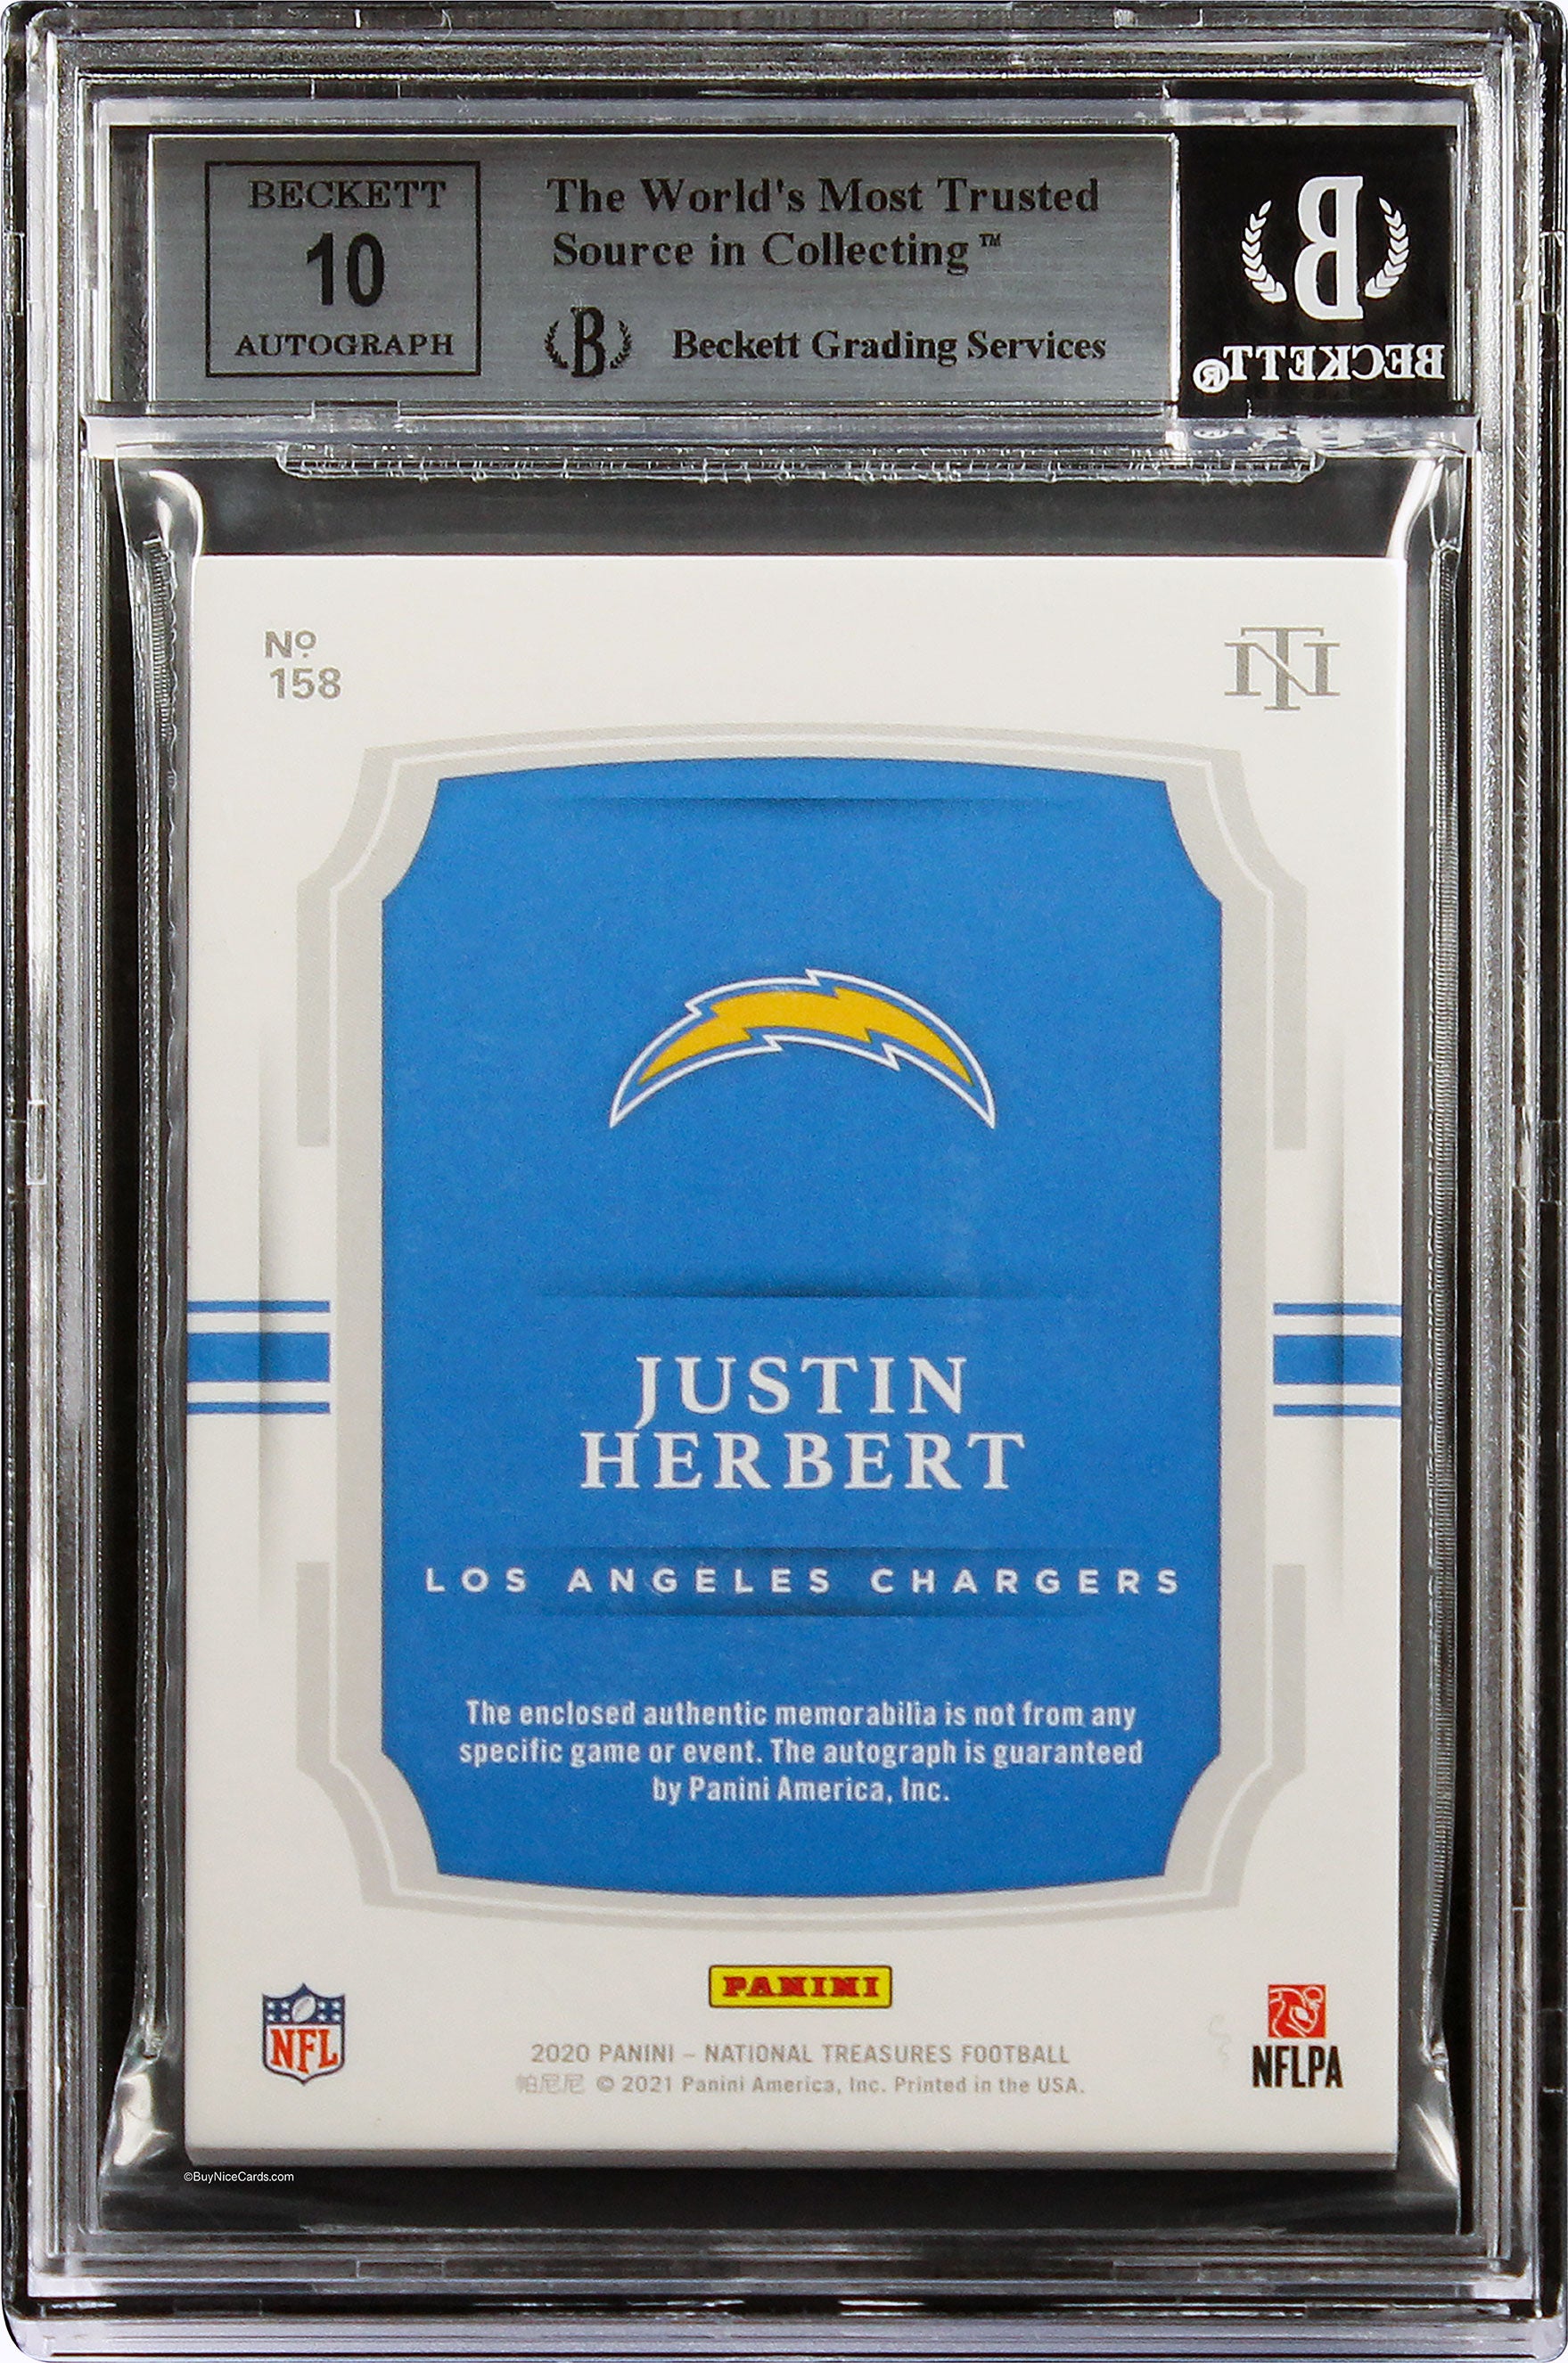 BECKETT
10
AUTOGRAPH
The World's Most Trusted
Source in Collecting™
B
Beckett Grading Services
B
BECKETT®
Nº
158
NT
JUSTIN
HERBERT
LOS ANGELES CHARGERS
The enclosed authentic memorabilia is not from any
specific game or event. The autograph is guaranteed
by Panini America, Inc.
PANINI
NFL
2020 PANINI – NATIONAL TREASURES FOOTBALL
帕尼尼 © 2021 Panini America, Inc. Printed in the USA.
NFLPA
©BuyNiceCards.com